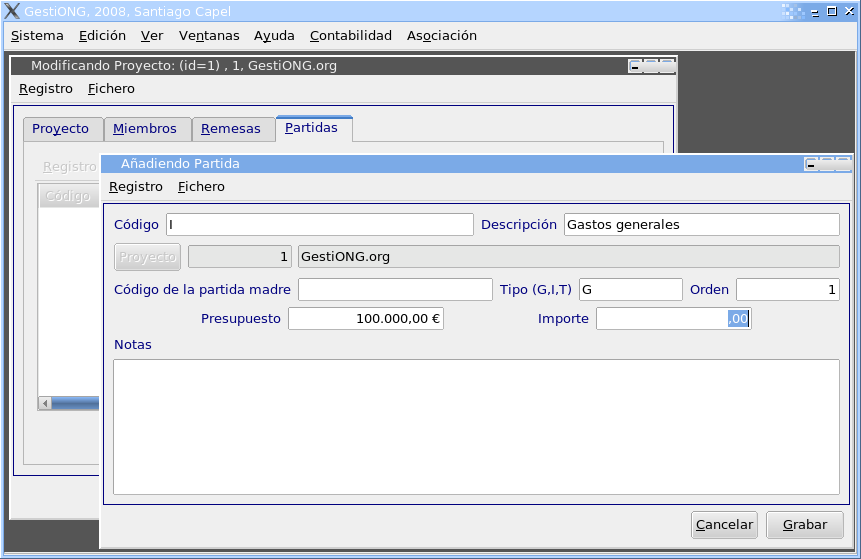 GestiONG, 2008, Santiago Capel
Sistema Edición Ver Ventanas Ayuda Contabilidad Asociación
Modificando Proyecto: (id=1) , 1, GestiONG.org
Registro Fichero
Proyecto Miembros Remesas Partidas
Registro
Código
Añadiendo Partida
Registro Fichero
Código I Descripción Gastos generales
Proyecto 1 GestiONG.org
Código de la partida madre Tipo (G,I,T) G Orden 1
Presupuesto 100.000,00 € Importe ,00
Notas
Cancelar Grabar